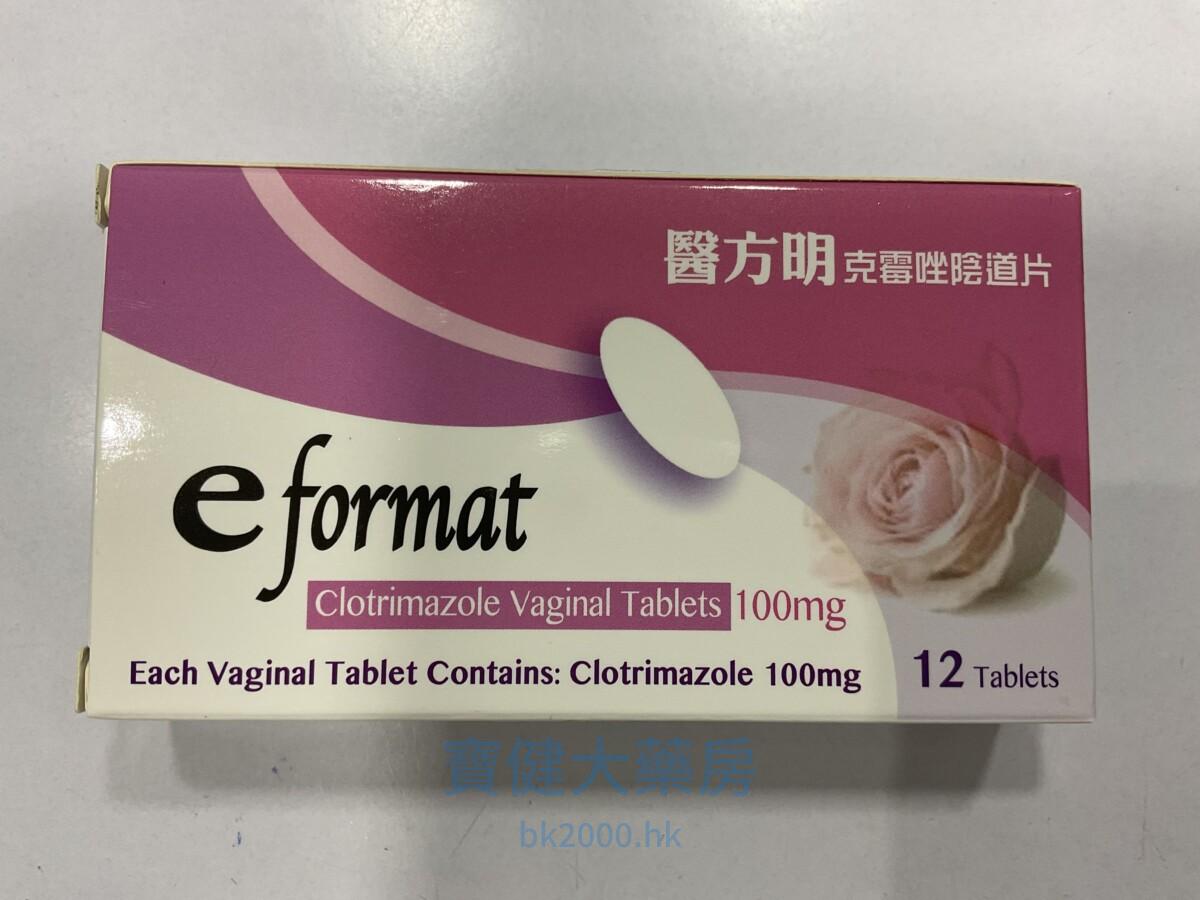 醫方明 克霉唑陰道片
e format
Clotrimazole Vaginal Tablets 100mg
Each Vaginal Tablet Contains: Clotrimazole 100mg
12 Tablets
寶健大藥房
bk2000.hk